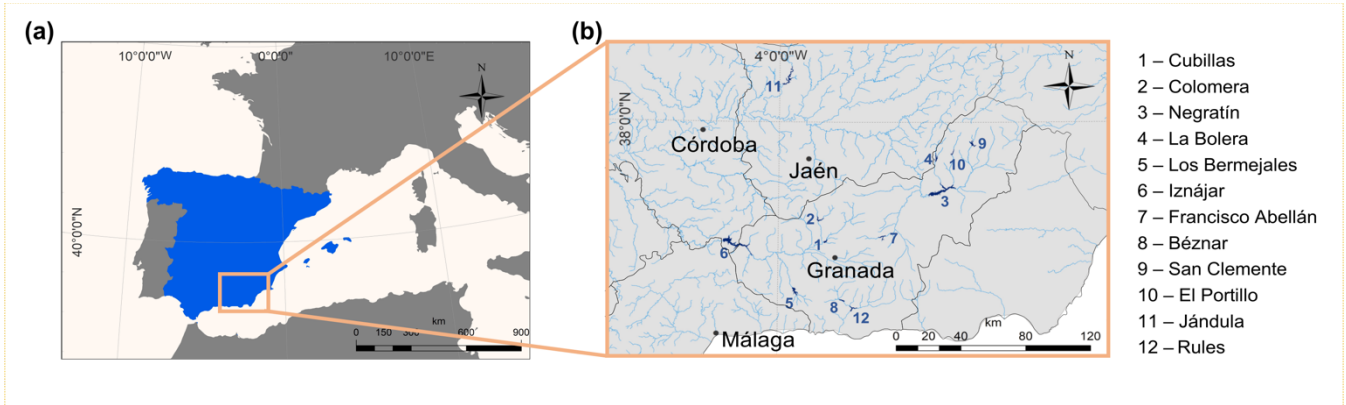 (a)
10°0'0"W
0°0'0"
10°0'0"E
N
40°0'0"N
km
0 150 300 600 900
(b)
4°0'0"W
N
38°0'0"N
11
Córdoba
Jaén
4
10
9
3
2
1
7
6
Granada
5
8
12
Málaga
km
0 20 40 80 120
1 – Cubillas
2 – Colomera
3 – Negratín
4 – La Bolera
5 – Los Bermejales
6 – Iznájar
7 – Francisco Abellán
8 – Béznar
9 – San Clemente
10 – El Portillo
11 – Jándula
12 – Rules